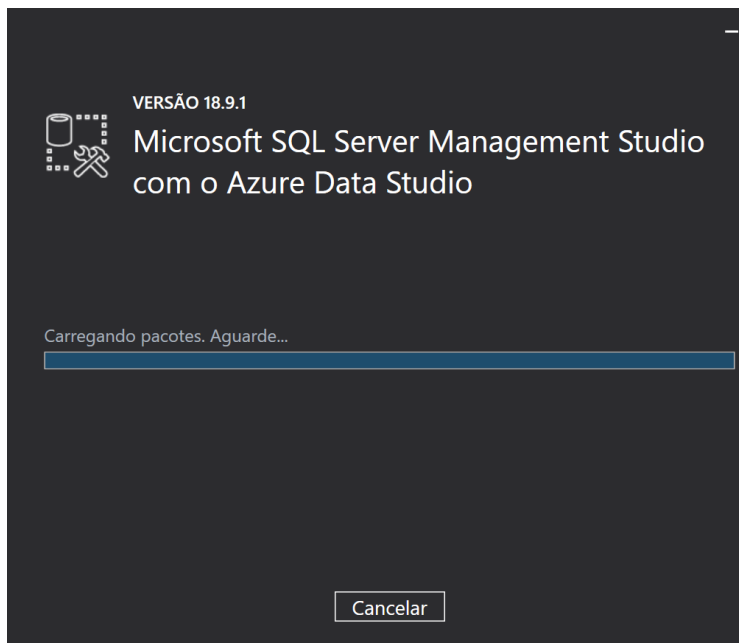 VERSÃO 18.9.1
Microsoft SQL Server Management Studio
com o Azure Data Studio
Carregando pacotes. Aguarde...
Cancelar